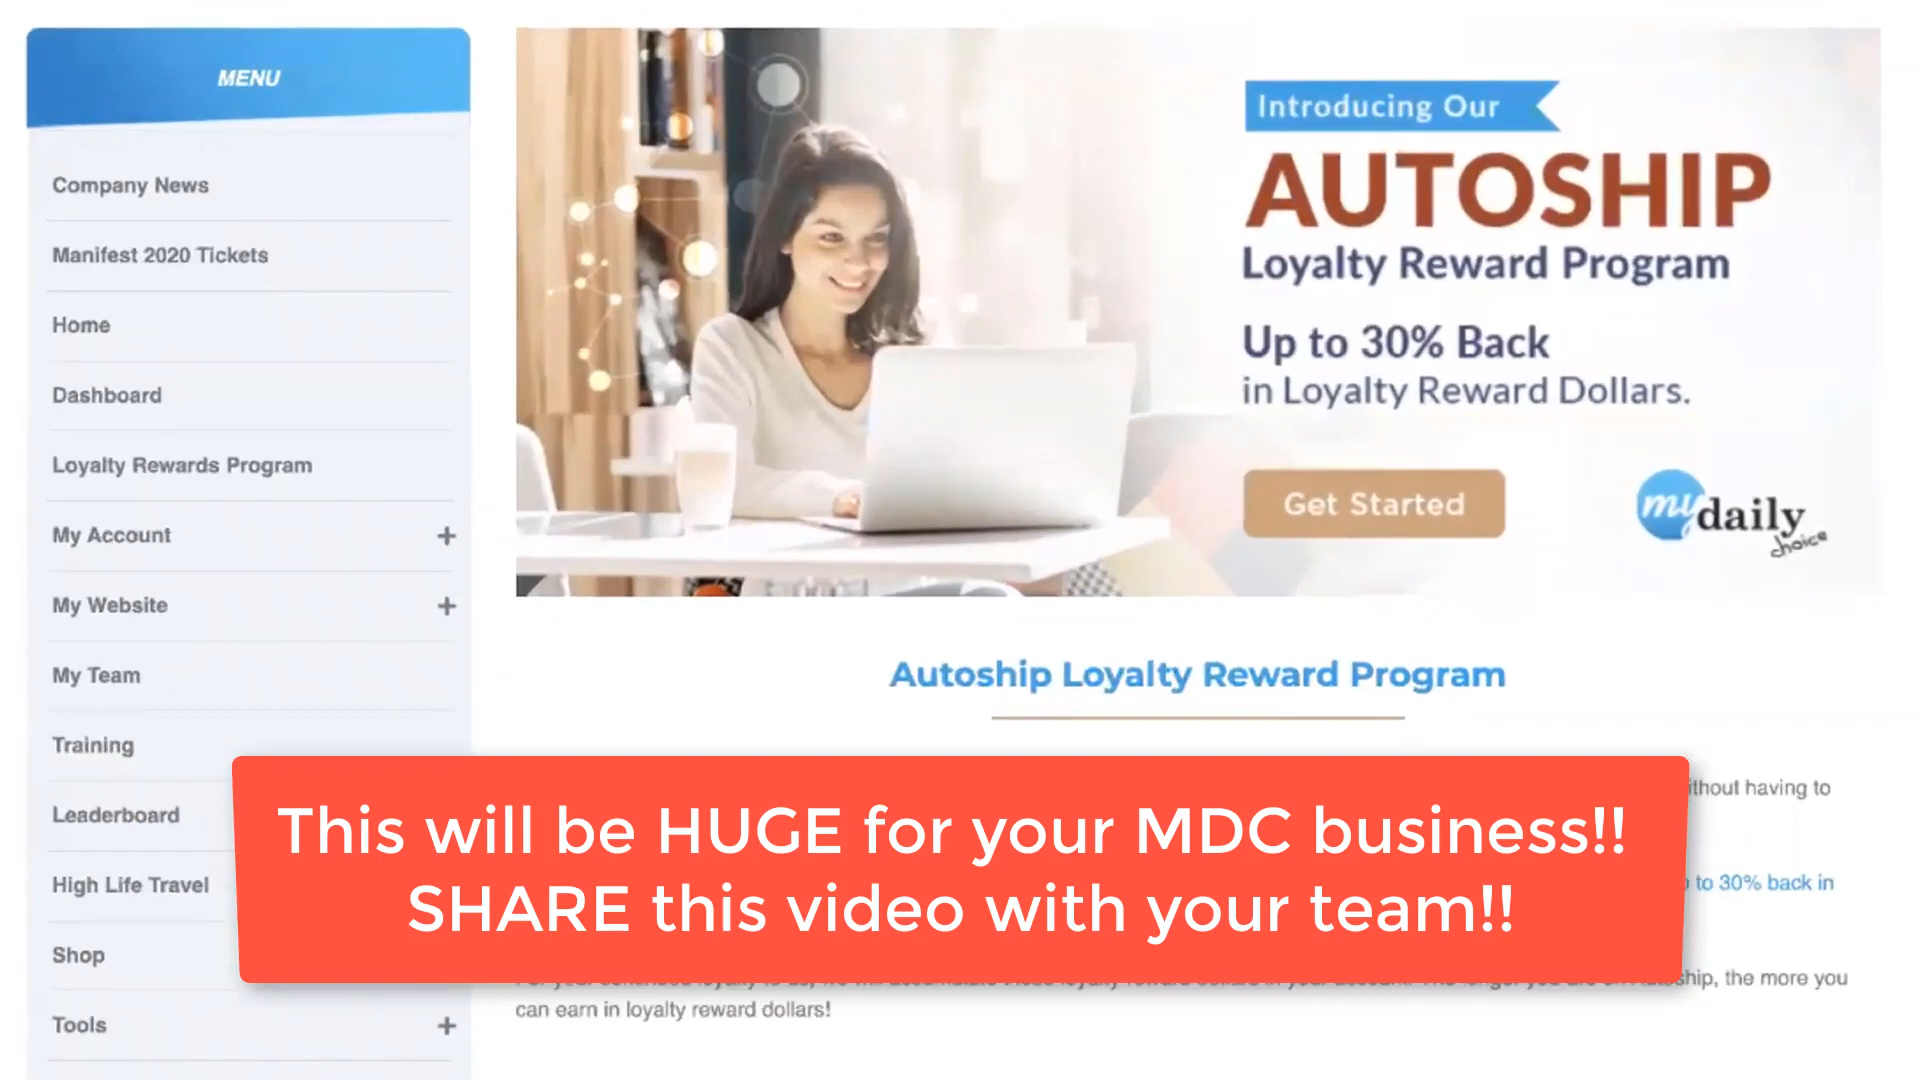 MENU
Company News
Manifest 2020 Tickets
Home
Dashboard
Loyalty Rewards Program
My Account +
My Website +
My Team
Training
Leaderboard
High Life Travel
Shop
Tools +
Introducing Our
AUTOSHIP
Loyalty Reward Program
Up to 30% Back
in Loyalty Reward Dollars.
Get Started
my daily
choice
Autoship Loyalty Reward Program
having to
to 30% back in
the more you
can earn in loyalty reward dollars!
This will be HUGE for your MDC business!!
SHARE this video with your team!!